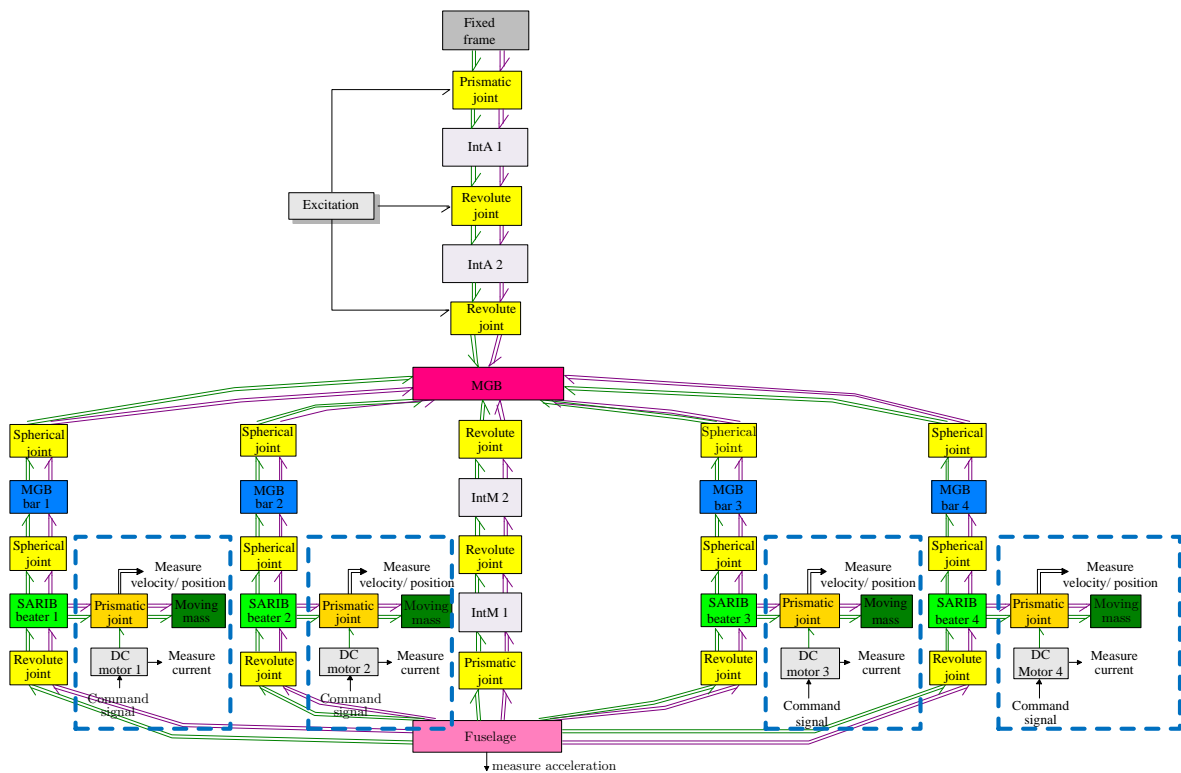 Fixed
frame
Prismatic
joint
IntA 1
Excitation
Revolute
joint
IntA 2
Revolute
joint
MGB
Spherical
joint
Spherical
joint
Revolute
joint
Spherical
joint
Spherical
joint
MGB
bar 1
MGB
bar 2
IntM 2
MGB
bar 3
MGB
bar 4
Spherical
joint
Measure
velocity/ position
Spherical
joint
Measure
velocity/ position
Revolute
joint
Spherical
joint
Measure
velocity/ position
Spherical
joint
Measure
velocity/ position
SARIB
beater 1
Prismatic
joint
Moving
mass
SARIB
beater 2
Prismatic
joint
Moving
mass
IntM 1
SARIB
beater 3
Prismatic
joint
Moving
mass
SARIB
beater 4
Prismatic
joint
Moving
mass
Revolute
joint
DC
motor 1
Measure
current
Revolute
joint
DC
motor 2
Measure
current
Prismatic
joint
Revolute
joint
DC
motor 3
Measure
current
Revolute
joint
DC
Motor 4
Measure
current
Command
signal
Command
signal
Command
signal
Command
signal
Fuselage
measure acceleration